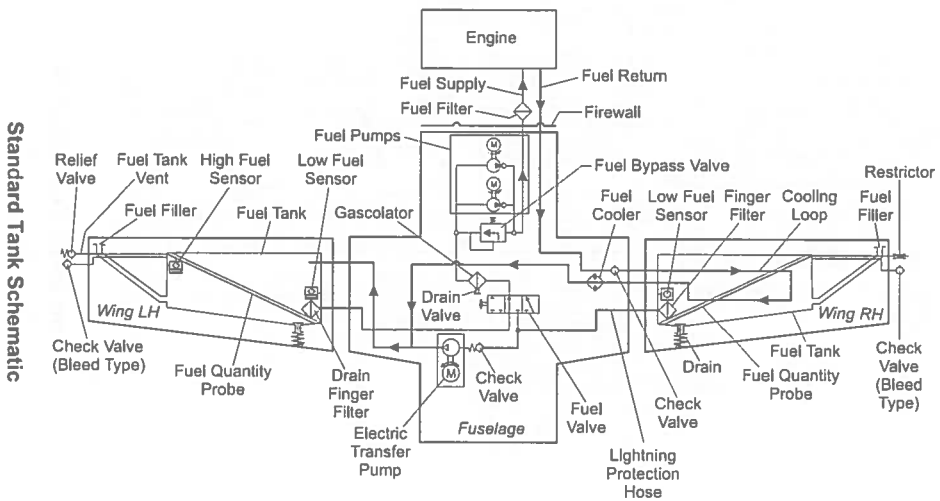 Standard Tank Schematic
Engine
Fuel Supply
Fuel Return
Fuel Filter
Firewall
Fuel Pumps
Fuel Bypass Valve
Relief
Valve
Fuel Tank
Vent
High Fuel
Sensor
Low Fuel
Sensor
Fuel Filler
Fuel Tank
Gascolator
Fuel
Cooler
Low Fuel
Sensor
Finger
Filter
Cooling
Loop
Fuel
Filler
Restrictor
M
M
Drain
Valve
Wing LH
Wing RH
Check Valve
(Bleed Type)
Fuel Quantity
Probe
Drain
Finger
Filter
M
Electric
Transfer
Pump
Check
Valve
Fuselage
Fuel
Valve
Check
Valve
Lightning
Protection
Hose
Drain
Fuel Tank
Fuel Quantity
Probe
Check
Valve
(Bleed
Type)